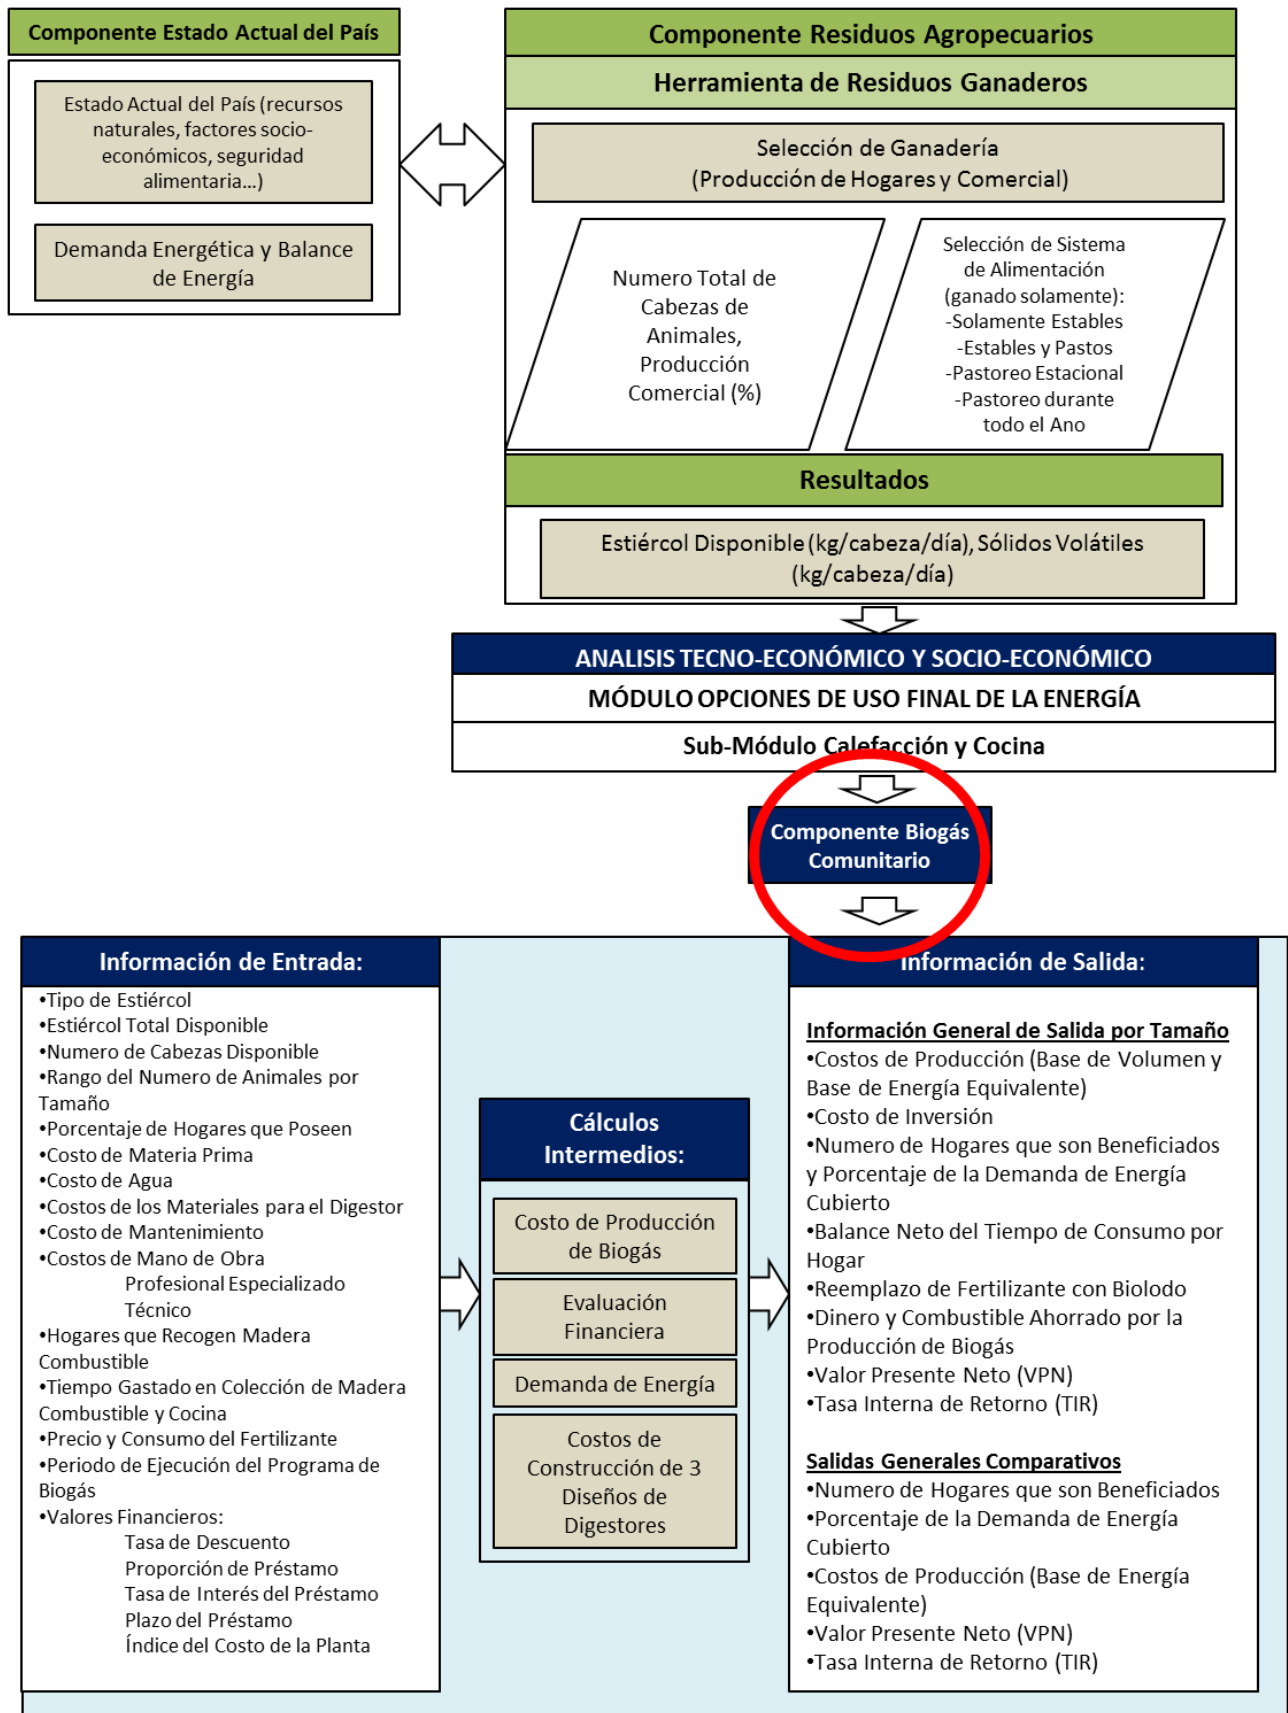 Componente Estado Actual del País
Estado Actual del País (recursos
naturales, factores socio-
económicos, seguridad
alimentaria...)
Demanda Energética y Balance
de Energía
Componente Residuos Agropecuarios
Herramienta de Residuos Ganaderos
Selección de Ganadería
(Producción de Hogares y Comercial)
Numero Total de
Cabezas de
Animales,
Producción
Comercial (%)
Selección de Sistema
de Alimentación
(ganado solamente):
-Solamente Estables
-Estables y Pastos
-Pastoreo Estacional
-Pastoreo durante
todo el Ano
Resultados
Estiércol Disponible (kg/cabeza/día), Sólidos Volátiles
(kg/cabeza/día)
ANALISIS TECNO-ECONÓMICO Y SOCIO-ECONÓMICO
MÓDULO OPCIONES DE USO FINAL DE LA ENERGÍA
Sub-Módulo Calefacción y Cocina
Componente Biogás
Comunitario
Información de Entrada:
•Tipo de Estiércol
•Estiércol Total Disponible
•Numero de Cabezas Disponible
•Rango del Numero de Animales por
Tamaño
•Porcentaje de Hogares que Poseen
•Costo de Materia Prima
•Costo de Agua
•Costos de los Materiales para el Digestor
•Costo de Mantenimiento
•Costos de Mano de Obra
Profesional Especializado
Técnico
•Hogares que Recogen Madera
Combustible
•Tiempo Gastado en Colección de Madera
Combustible y Cocina
•Precio y Consumo del Fertilizante
•Periodo de Ejecución del Programa de
Biogás
•Valores Financieros:
Tasa de Descuento
Proporción de Préstamo
Tasa de Interés del Préstamo
Plazo del Préstamo
Índice del Costo de la Planta
Cálculos
Intermedios:
Costo de Producción
de Biogás
Evaluación
Financiera
Demanda de Energía
Costos de
Construcción de 3
Diseños de
Digestores
Información de Salida:
Información General de Salida por Tamaño
•Costos de Producción (Base de Volumen y
Base de Energía Equivalente)
•Costo de Inversión
•Numero de Hogares que son Beneficiados
y Porcentaje de la Demanda de Energía
Cubierto
•Balance Neto del Tiempo de Consumo por
Hogar
•Reemplazo de Fertilizante con Biolodo
•Dinero y Combustible Ahorrado por la
Producción de Biogás
•Valor Presente Neto (VPN)
•Tasa Interna de Retorno (TIR)
Salidas Generales Comparativos
•Numero de Hogares que son Beneficiados
•Porcentaje de la Demanda de Energía
Cubierto
•Costos de Producción (Base de Energía
Equivalente)
•Valor Presente Neto (VPN)
•Tasa Interna de Retorno (TIR)